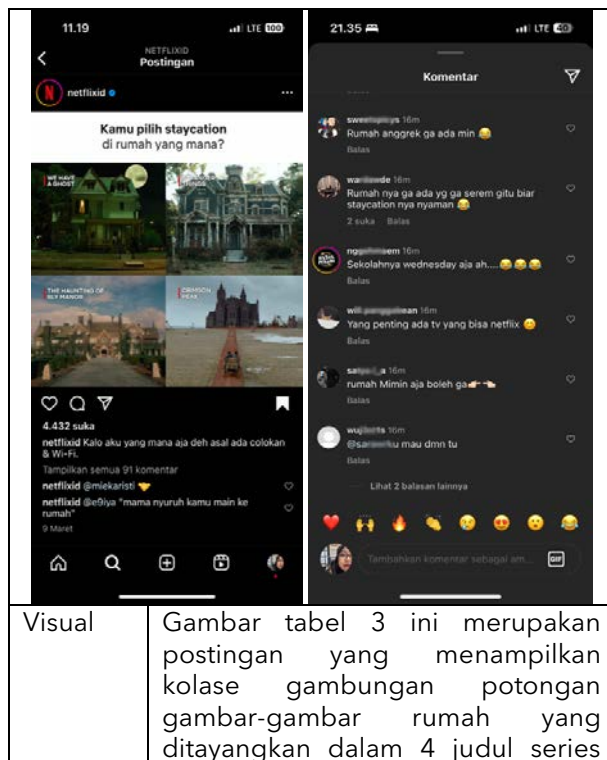 11.19
LTE 100
NETFLIXID
Postingan
netflixid
Kamu pilih staycation
di rumah yang mana?
WE HAVE
A GHOST
THINGS
THE HAUNTING OF
BLY MANOR
CRIMSON
PEAK
4.432 suka
netflixid Kalo aku yang mana aja deh asal ada colokan
& Wi-Fi.
Tampilkan semua 91 komentar
netflixid @miekaristi
netflixid @e9iya "mama nyuruh kamu main ke
rumah"
9 Maret
21.35
LTE 40
Komentar
16m
Rumah anggrek ga ada min 😂
Balas
16m
Rumah nya ga ada yg ga serem gitu biar
staycation nya nyaman 😂
2 suka Balas
16m
Sekolahnya wednesday aja ah....😂😂😂
Balas
16m
Yang penting ada tv yang bisa netflix 😊
Balas
16m
rumah Mimin aja boleh ga👉👈
Balas
16m
mau dmn tu
Balas
Lihat 2 balasan lainnya
Tambahkan komentar sebagai am...
GIF
Visual
Gambar tabel 3 ini merupakan
postingan yang menampilkan
kolase gambungan potongan
gambar-gambar rumah yang
ditayangkan dalam 4 judul series